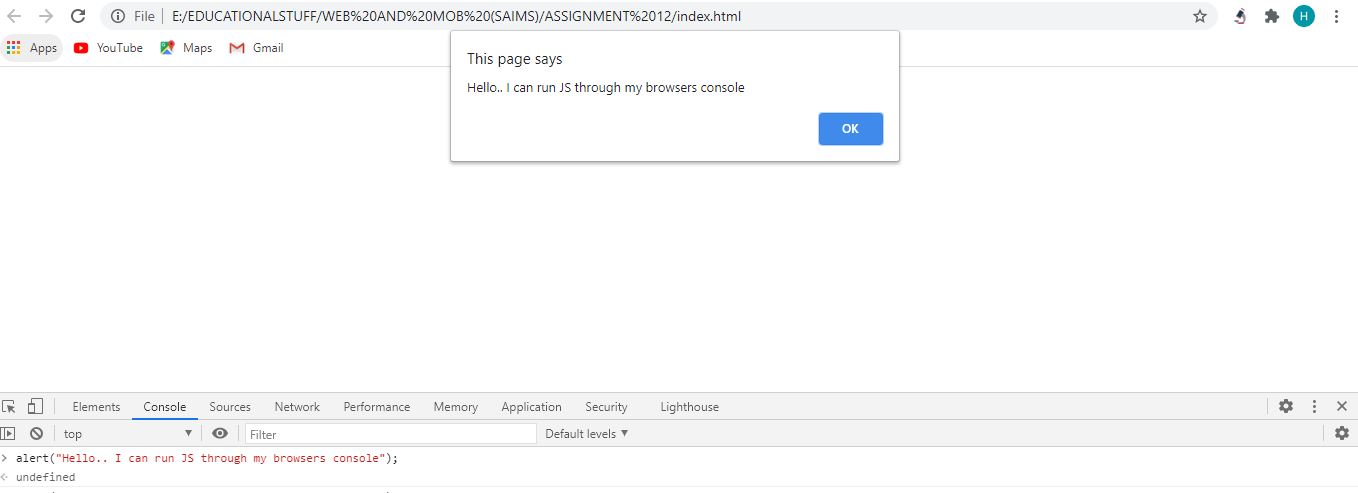 File | E:/EDUCATIONALSTUFF/WEB%20AND%20MOB%20(SAIMS)/ASSIGNMENT%2012/index.html
H
Apps YouTube Maps Gmail
This page says
Hello.. I can run JS through my browsers console
OK
Elements Console Sources Network Performance Memory Application Security Lighthouse
top Filter Default levels
> alert("Hello.. I can run JS through my browsers console");
undefined